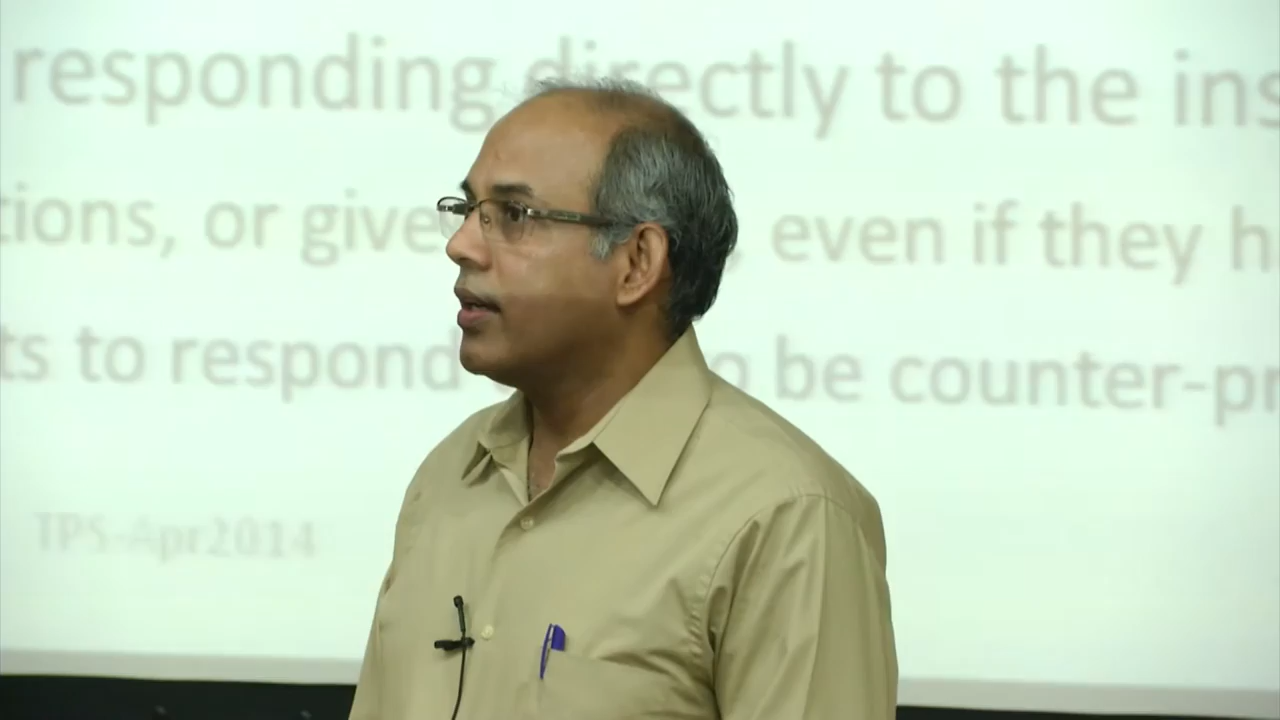 responding directly to the ins
tions, or give , even if they h
ts to respond to be counter-pr
TPS-Apr2014